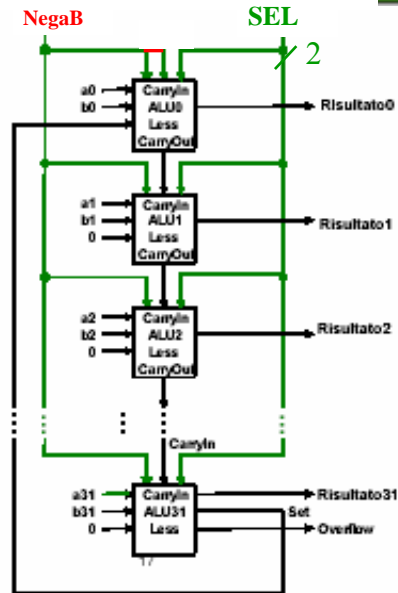 NegaB
SEL
2
a0
b0
CarryIn
ALU0
Less
CarryOut
Risultato0
a1
b1
0
CarryIn
ALU1
Less
CarryOut
Risultato1
a2
b2
0
CarryIn
ALU2
Less
CarryOut
Risultato2
CarryIn
a31
b31
0
CarryIn
ALU31
Less
Risultato31
Set
Overflow
17